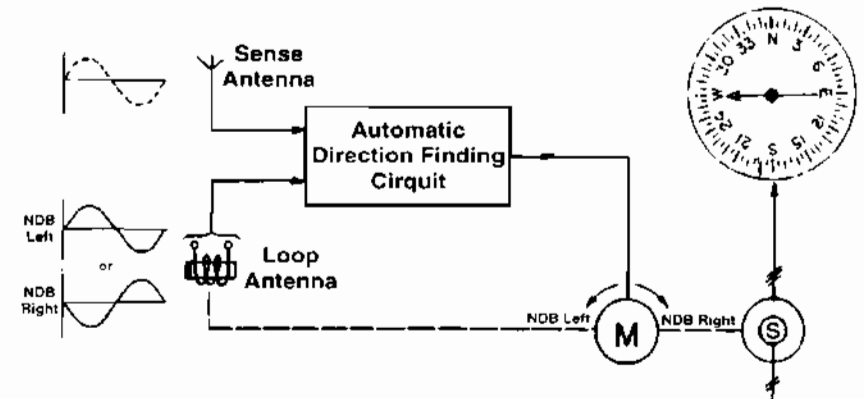 Sense
Antenna
Automatic
Direction Finding
Cirquit
NDB
Left
or
NDB
Right
Loop
Antenna
NDB Left
M
NDB Right
S
N
3
6
E
12
15
S
21
24
W
30
33